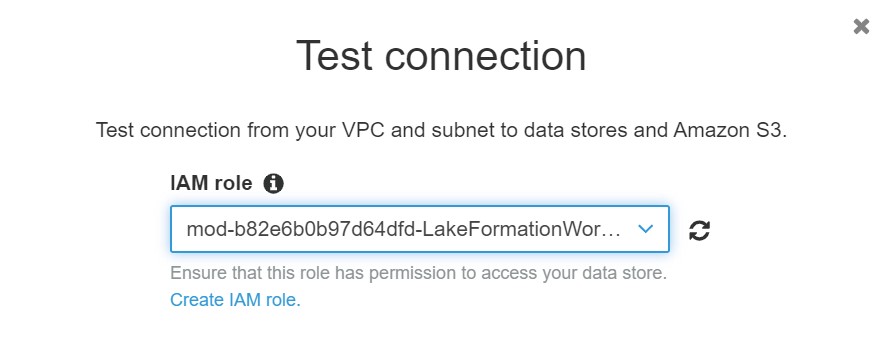 Test connection
Test connection from your VPC and subnet to data stores and Amazon S3.
IAM role
mod-b82e6b0b97d64dfd-LakeFormationWor...
Ensure that this role has permission to access your data store.
Create IAM role.